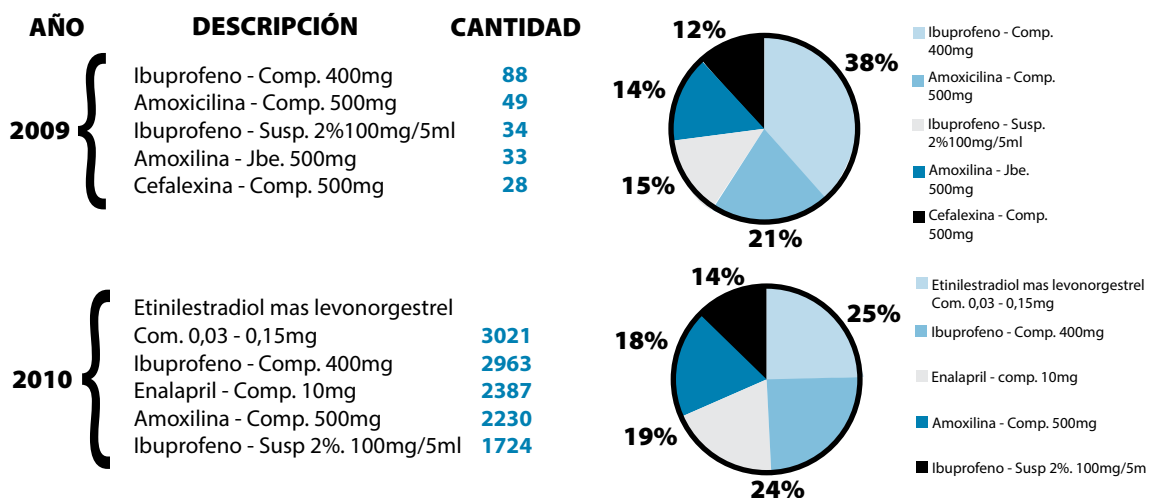 AÑO DESCRIPCIÓN CANTIDAD
2009
Ibuprofeno - Comp. 400mg 88
Amoxicilina - Comp. 500mg 49
Ibuprofeno - Susp. 2%100mg/5ml 34
Amoxilina - Jbe. 500mg 33
Cefalexina - Comp. 500mg 28
12%
38%
14%
15%
21%
Ibuprofeno - Comp.
400mg
Amoxicilina - Comp.
500mg
Ibuprofeno - Susp.
2%100mg/5ml
Amoxilina - Jbe.
500mg
Cefalexina - Comp.
500mg
2010
Etinilestradiol mas levonorgestrel
Com. 0,03 - 0,15mg 3021
Ibuprofeno - Comp. 400mg 2963
Enalapril - Comp. 10mg 2387
Amoxilina - Comp. 500mg 2230
Ibuprofeno - Susp 2%. 100mg/5ml 1724
14%
25%
18%
19%
24%
Etinilestradiol mas levonorgestrel
Com. 0,03 - 0,15mg
Ibuprofeno - Comp. 400mg
Enalapril - comp. 10mg
Amoxilina - Comp. 500mg
Ibuprofeno - Susp 2%. 100mg/5m